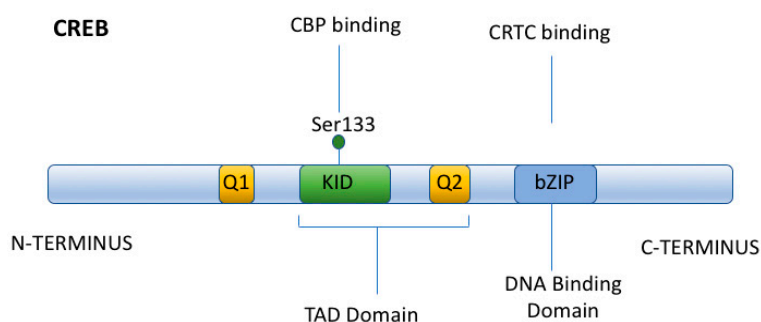 CREB
CBP binding
CRTC binding
Ser133
Q1
KID
Q2
bZIP
N-TERMINUS
C-TERMINUS
TAD Domain
DNA Binding
Domain